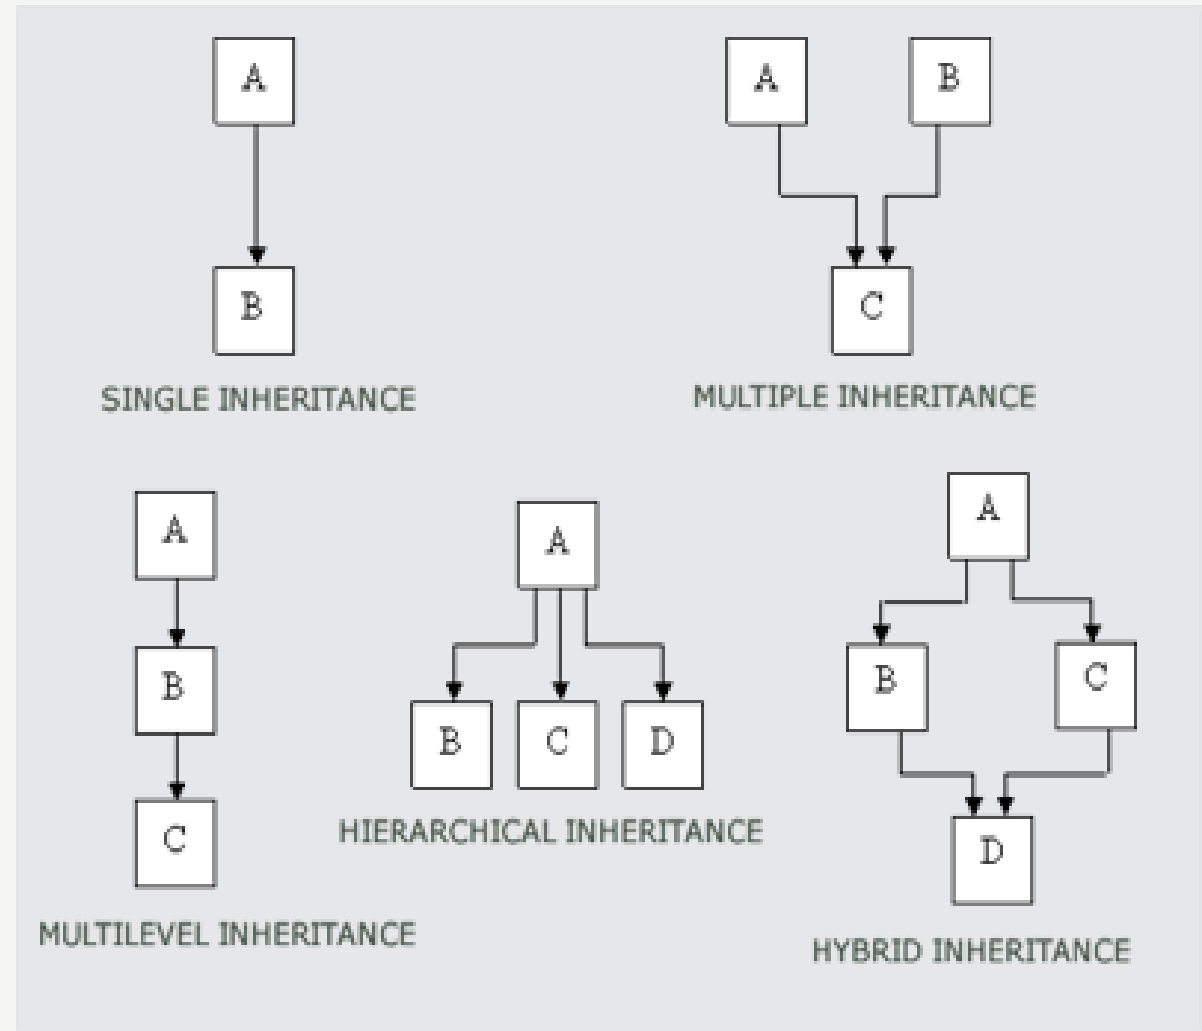 A
B
SINGLE INHERITANCE
A B
C
MULTIPLE INHERITANCE
A
B
C
MULTILEVEL INHERITANCE
A
B C D
HIERARCHICAL INHERITANCE
A
B C
D
HYBRID INHERITANCE